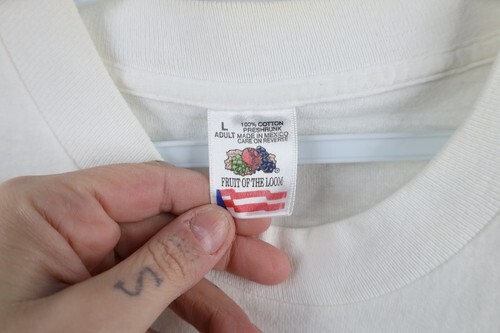 L 100% COTTON
PRESHRUNK
ADULT MADE IN MEXICO
CARE ON REVERSE
FRUIT OF THE LOOM
®